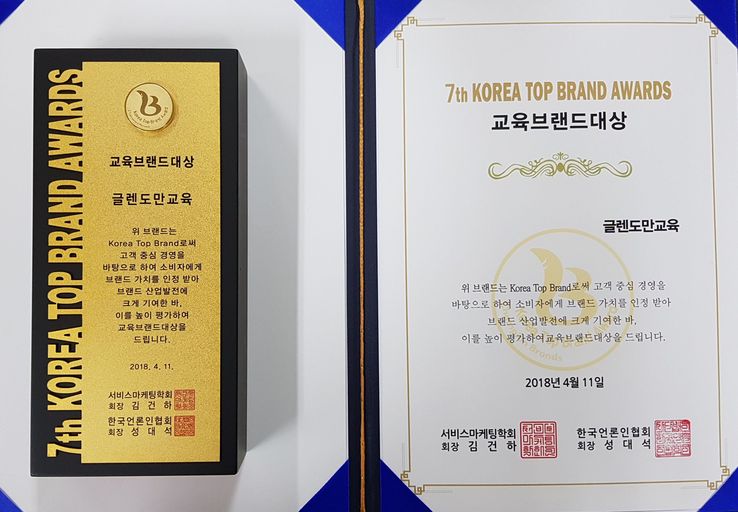 7th KOREA TOP BRAND AWARDS
Korea Top Brand Award
교육브랜드대상
글렌도만교육
위 브랜드는
Korea Top Brand로써
고객 중심 경영을
바탕으로 하여 소비자에게
브랜드 가치를 인정 받아
브랜드 산업발전에
크게 기여한 바,
이를 높이 평가하여
교육브랜드대상을
드립니다.
2018. 4. 11.
서비스마케팅학회
회장 김 건 하
한국언론인협회
회장 성 대 석
7th KOREA TOP BRAND AWARDS
교육브랜드대상
글렌도만교육
위 브랜드는 Korea Top Brand로써 고객 중심 경영을
바탕으로 하여 소비자에게 브랜드 가치를 인정 받아
브랜드 산업발전에 크게 기여한 바,
이를 높이 평가하여교육브랜드대상을 드립니다.
2018년 4월 11일
서비스마케팅학회
회장 김 건 하
한국언론인협회
회장 성 대 석